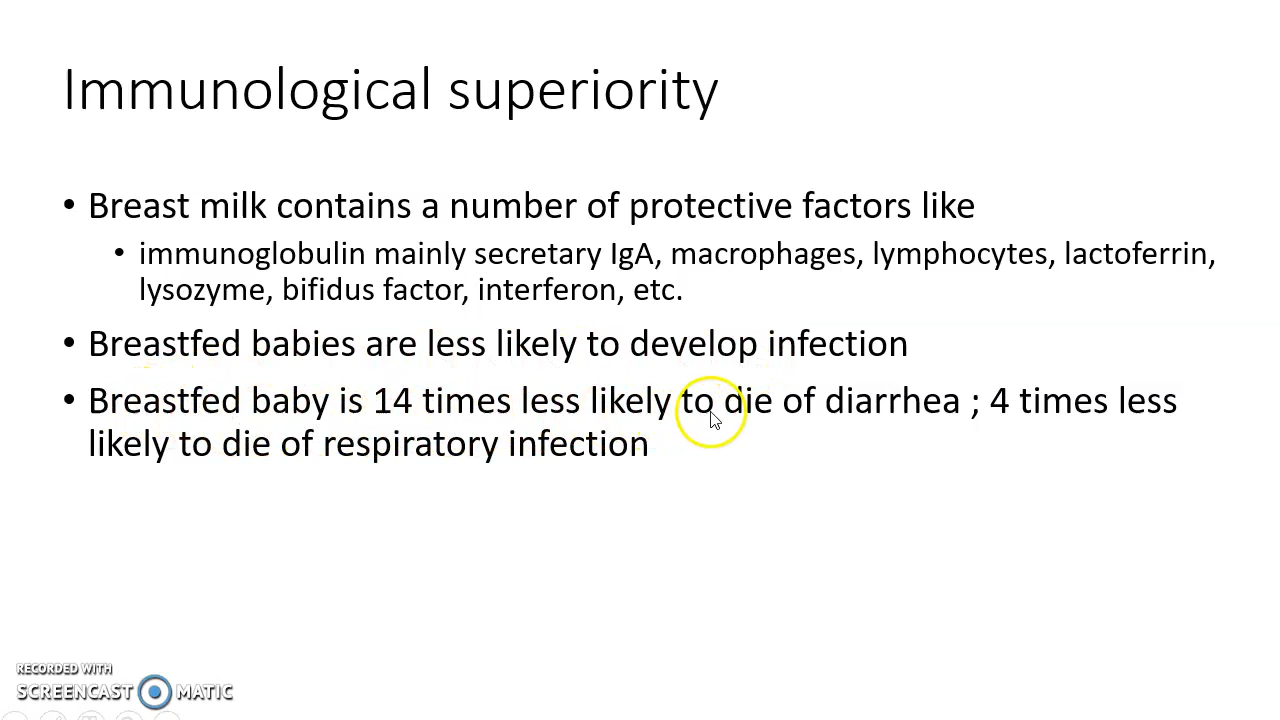 Immunological superiority
• Breast milk contains a number of protective factors like
• immunoglobulin mainly secretary IgA, macrophages, lymphocytes, lactoferrin,
lysozyme, bifidus factor, interferon, etc.
• Breastfed babies are less likely to develop infection
• Breastfed baby is 14 times less likely to die of diarrhea ; 4 times less
likely to die of respiratory infection
RECORDED WITH
SCREENCAST MATIC